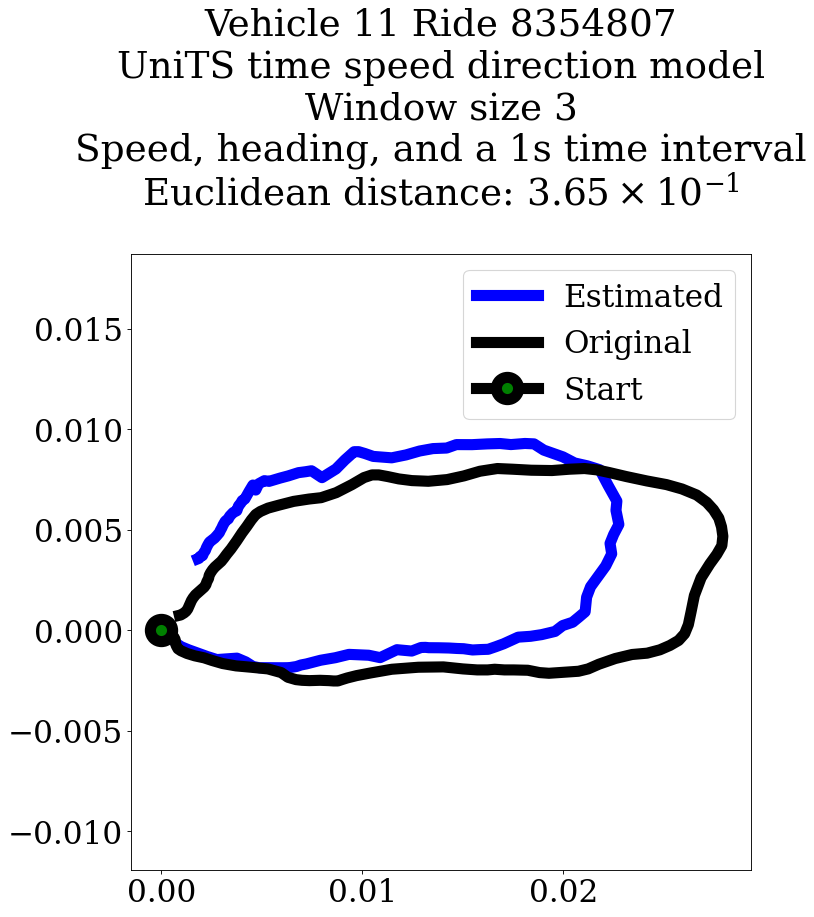 Vehicle 11 Ride 8354807
UniTS time speed direction model
Window size 3
Speed, heading, and a 1s time interval
Euclidean distance: 3.65 × 10⁻¹
Estimated
Original
Start
0.015
0.010
0.005
0.000
−0.005
−0.010
0.00 0.01 0.02